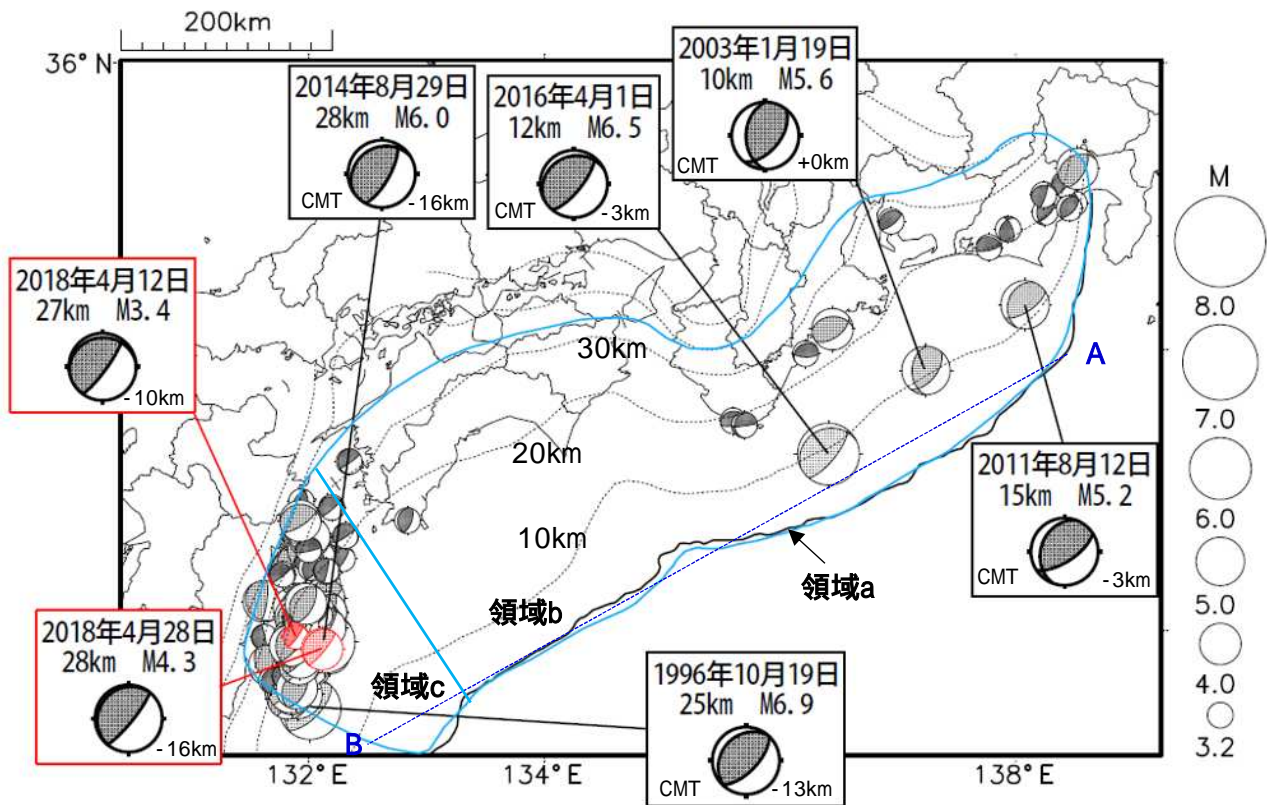 200km
36°N
2003年1月19日
10km M5.6
CMT
+0km
2014年8月29日
28km M6.0
CMT
-16km
2016年4月1日
12km M6.5
CMT
-3km
M
8.0
7.0
6.0
5.0
4.0
3.2
2018年4月12日
27km M3.4
-10km
30km
20km
10km
A
2011年8月12日
15km M5.2
CMT
-3km
領域a
領域b
領域c
B
2018年4月28日
28km M4.3
-16km
1996年10月19日
25km M6.9
CMT
-13km
132°E
134°E
138°E